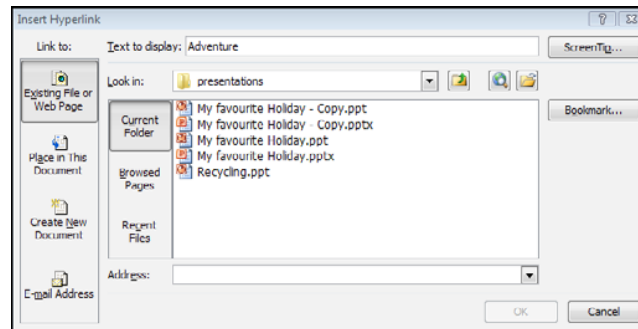 Insert Hyperlink
Link to:
Text to display: Adventure
ScreenTip...
Existing File or
Web Page
Look in:
presentations
Bookmark...
Current
Folder
My favourite Holiday - Copy.ppt
My favourite Holiday - Copy.pptx
My favourite Holiday.ppt
My favourite Holiday.pptx
Recycling.ppt
Place in This
Document
Browsed
Pages
Create New
Document
Recent
Files
Address:
E-mail Address
OK
Cancel